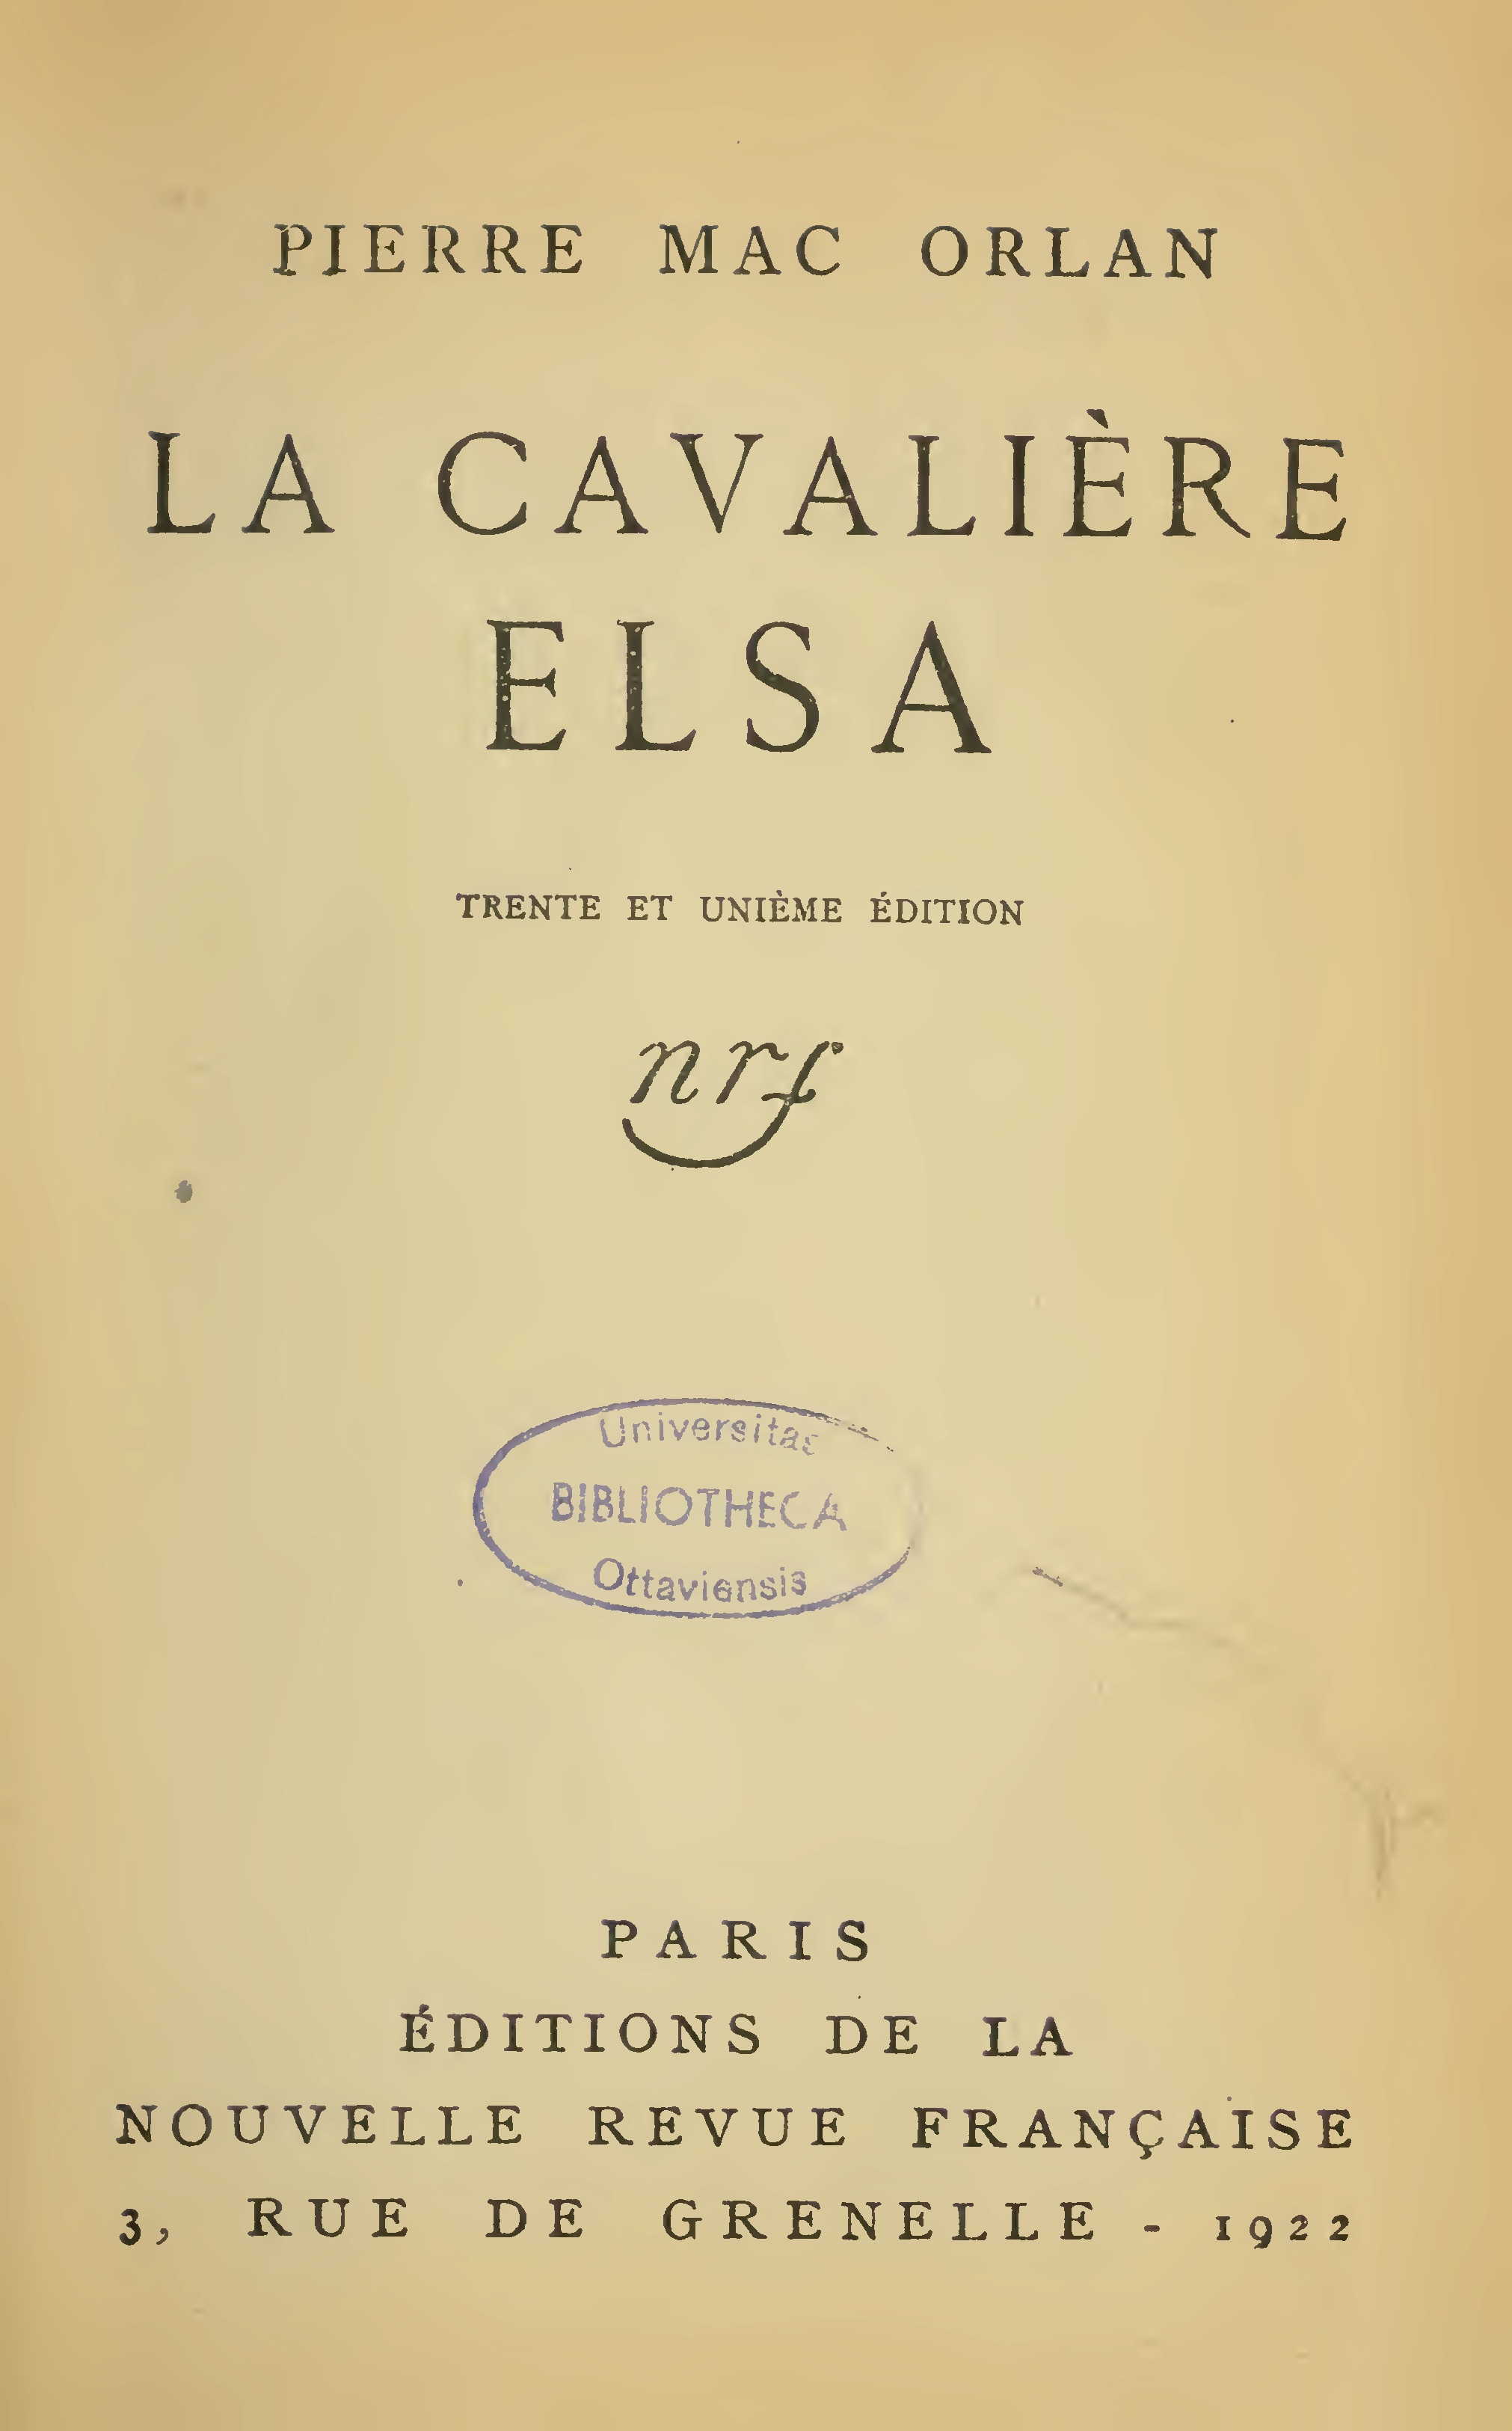 PIERRE MAC ORLAN
LA CAVALIÈRE
ELSA
TRENTE ET UNIÈME ÉDITION
nrf
Universitas
BIBLIOTHECA
Ottaviensis
PARIS
ÉDITIONS DE LA
NOUVELLE REVUE FRANÇAISE
3, RUE DE GRENELLE - 1922